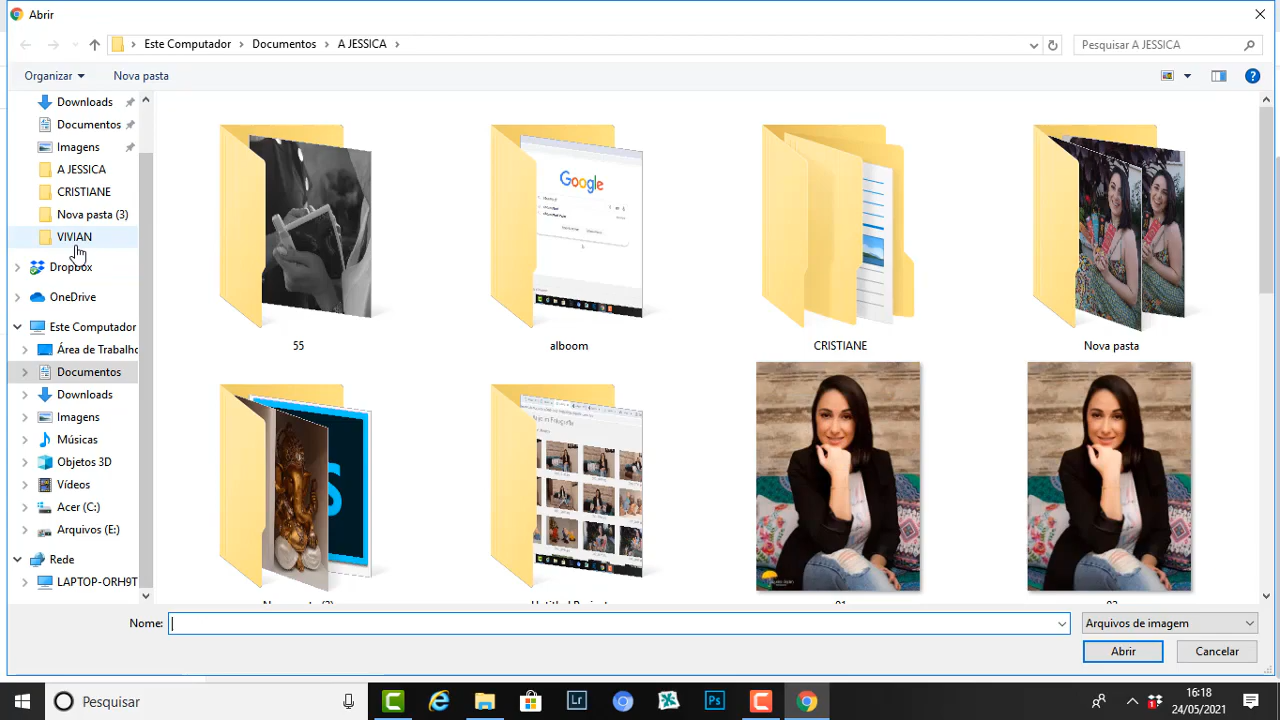 Abrir
Este Computador > Documentos > A JESSICA >
Pesquisar A JESSICA
Organizar
Nova pasta
Downloads
Documentos
Imagens
A JESSICA
CRISTIANE
Nova pasta (3)
VIVIAN
Dropbox
OneDrive
Este Computador
Área de Trabalho
Documentos
Downloads
Imagens
Músicas
Objetos 3D
Vídeos
Acer (C:)
Arquivos (E:)
Rede
LAPTOP-ORH9T
Google
55
alboom
CRISTIANE
Nova pasta
Nome:
Arquivos de imagem
Abrir
Cancelar
Pesquisar
Lr
Ps
16:18
24/05/2021